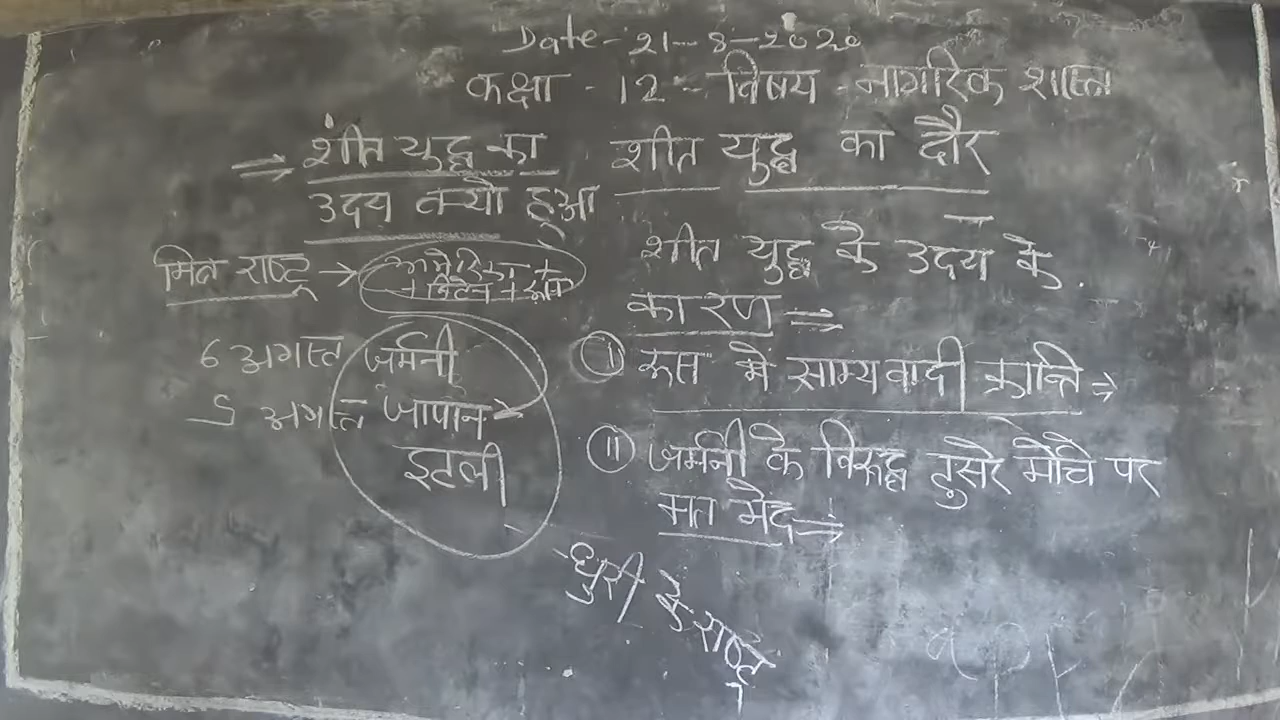 Date - 21-8-2020
कक्षा - 12 - विषय - नागरिक शास्त्र
शीत युद्ध का दौर
⇒ शीत युद्ध का
उदय क्यों हुआ
मित्र राष्ट्र → अमेरिका +
+ ब्रिटेन + रूस
6 अगस्त जर्मनी
अगस्त जापान →
इटली
शीत युद्ध के उदय के
कारण ⇒
(i) रूस में साम्यवादी क्रान्ति →
(ii) जर्मनी के विरुद्ध दुसरे मोर्चे पर
मत भेद →
धुरी के राष्ट्र